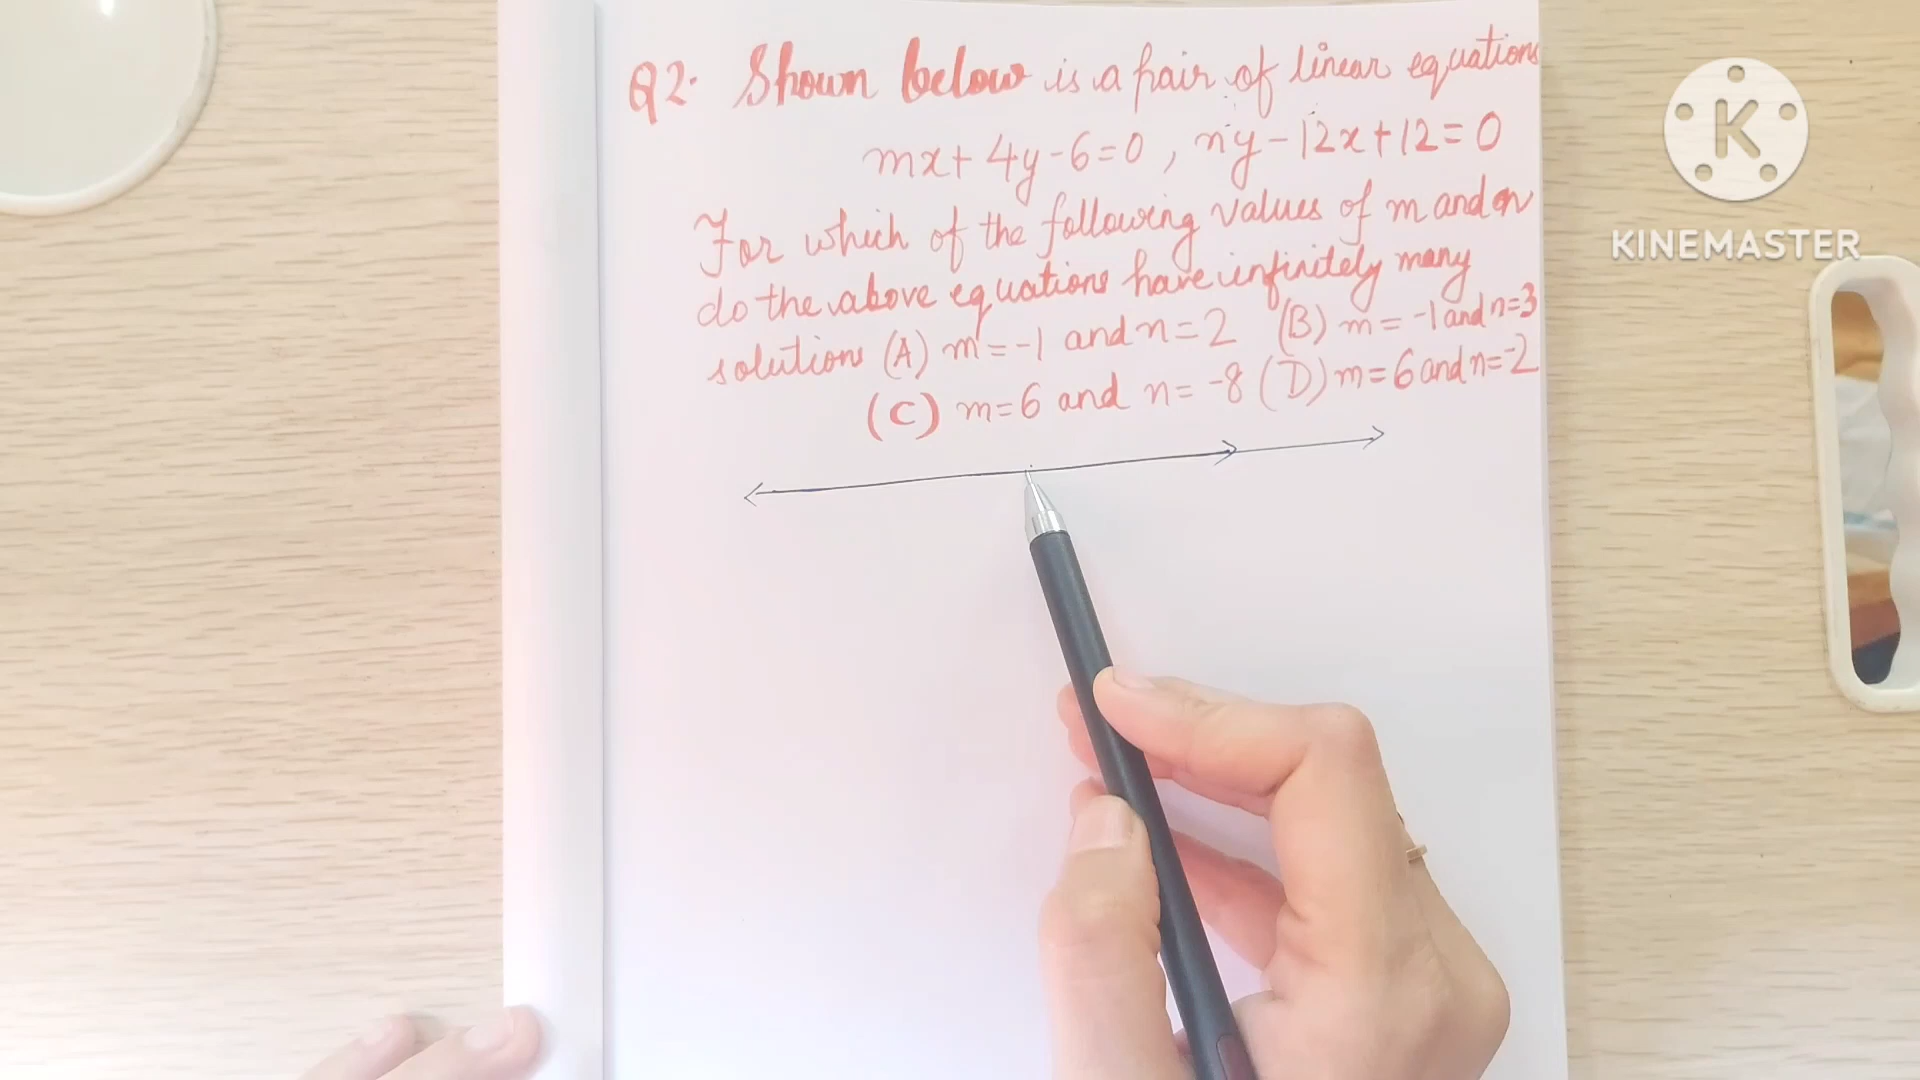 Q2. Shown below is a pair of linear equations
mx + 4y - 6 = 0 , ny - 12x + 12 = 0
For which of the following values of m and n
do the above equations have infinitely many
solutions (A) m = -1 and n = 2 (B) m = -1 and n = 3
(C) m = 6 and n = -8 (D) m = 6 and n = -2
K
KINEMASTER